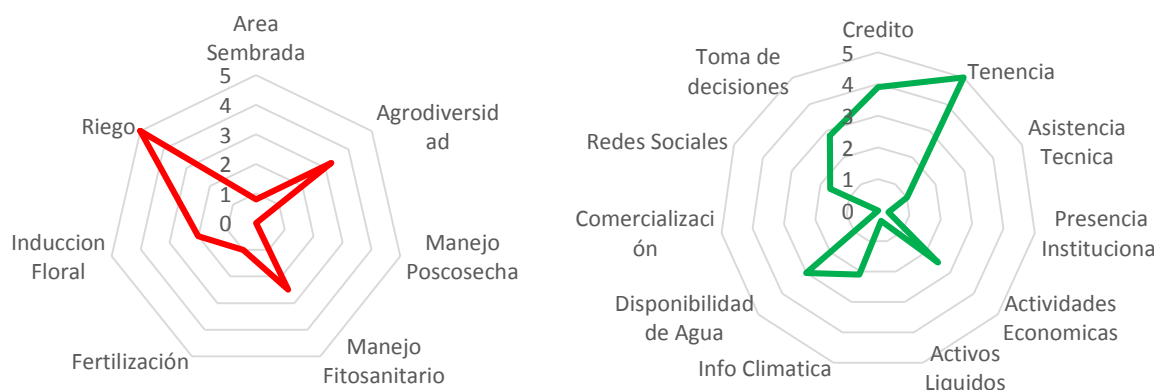 Area
Sembrada
5
4
3
2
1
0
Agrodiversid
ad
Manejo
Poscosecha
Manejo
Fitosanitario
Fertilización
Induccion
Floral
Riego
Credito
5
4
3
2
1
0
Tenencia
Asistencia
Tecnica
Presencia
Instituciona
Actividades
Economicas
Activos
Liquidos
Info Climatica
Disponibilidad
de Agua
Comercializaci
ón
Redes Sociales
Toma de
decisiones